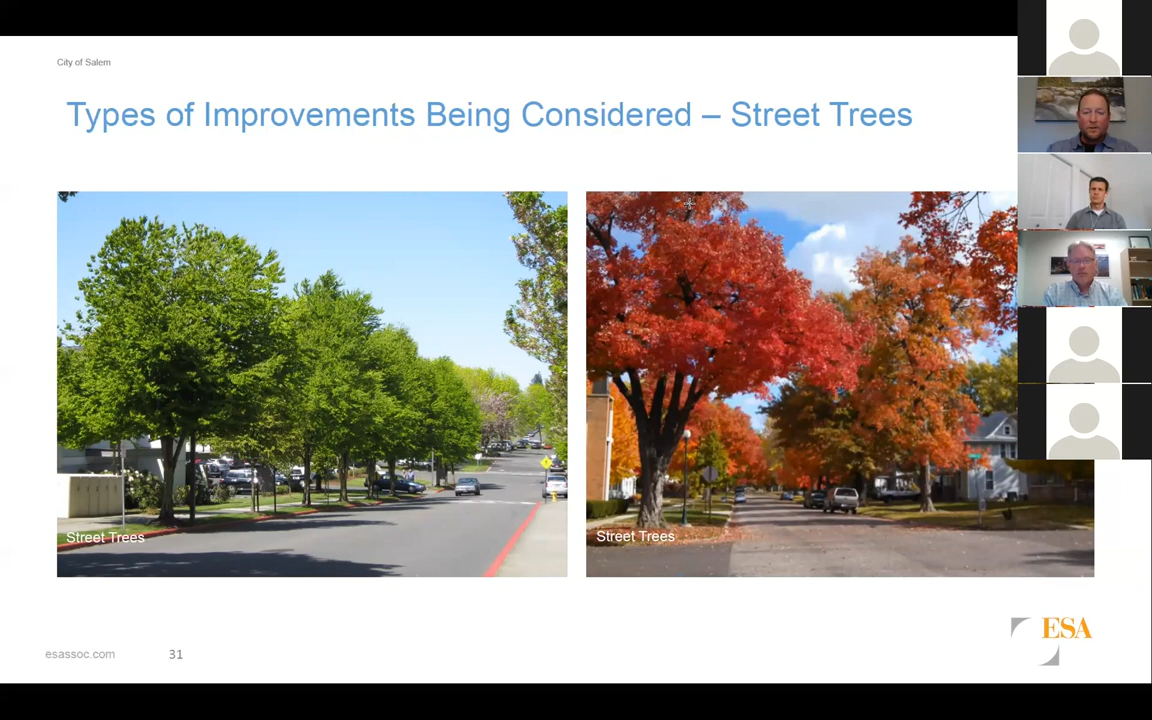 City of Salem
Types of Improvements Being Considered – Street Trees
Street Trees
Street Trees
esassoc.com
31
ESA